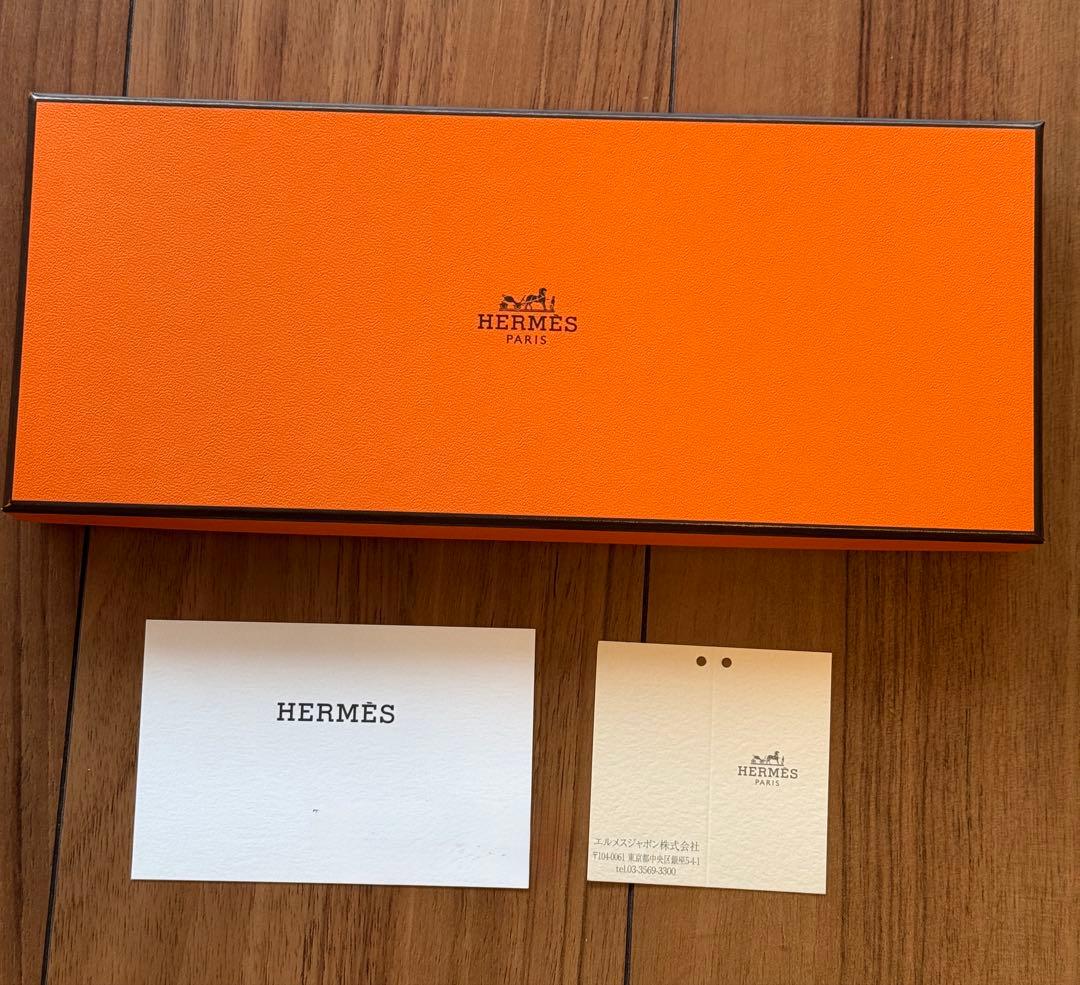 HERMÈS
PARIS
HERMÈS
HERMÈS
PARIS
エルメスジャポン株式会社
〒104-0061 東京都中央区銀座5-4-1
tel.03-3569-3300